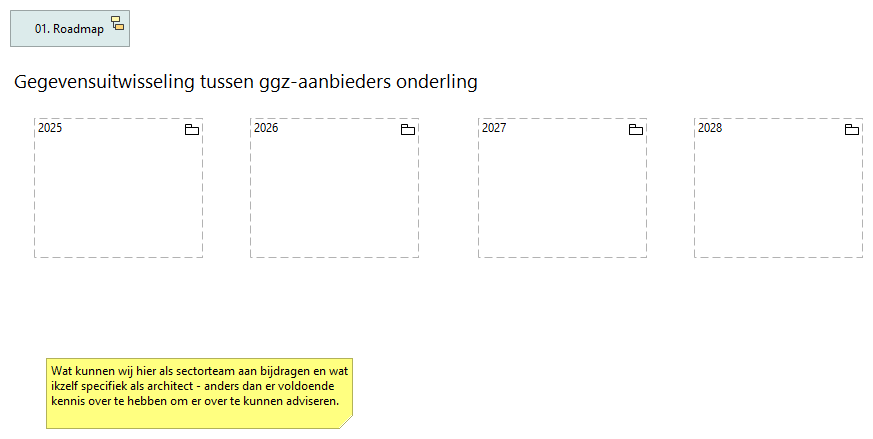 01. Roadmap
Gegevensuitwisseling tussen ggz-aanbieders onderling
2025
2026
2027
2028
Wat kunnen wij hier als sectorteam aan bijdragen en wat
ikzelf specifiek als architect - anders dan er voldoende
kennis over te hebben om er over te kunnen adviseren.